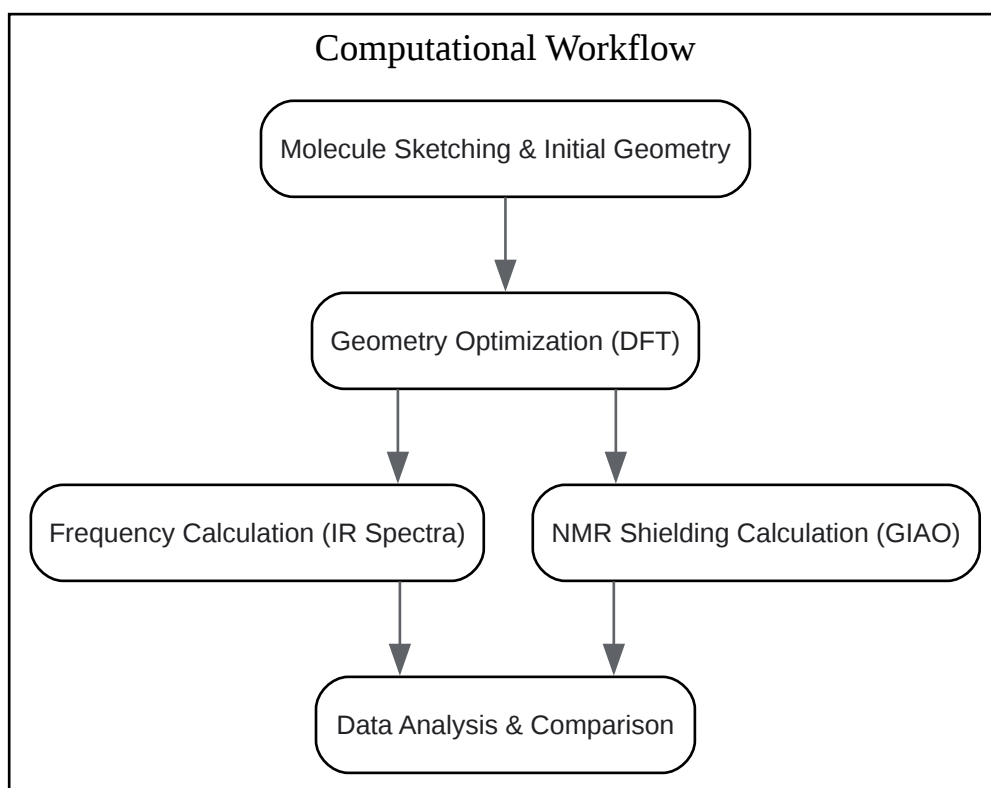 Computational Workflow
Molecule Sketching & Initial Geometry
Geometry Optimization (DFT)
Frequency Calculation (IR Spectra)
NMR Shielding Calculation (GIAO)
Data Analysis & Comparison